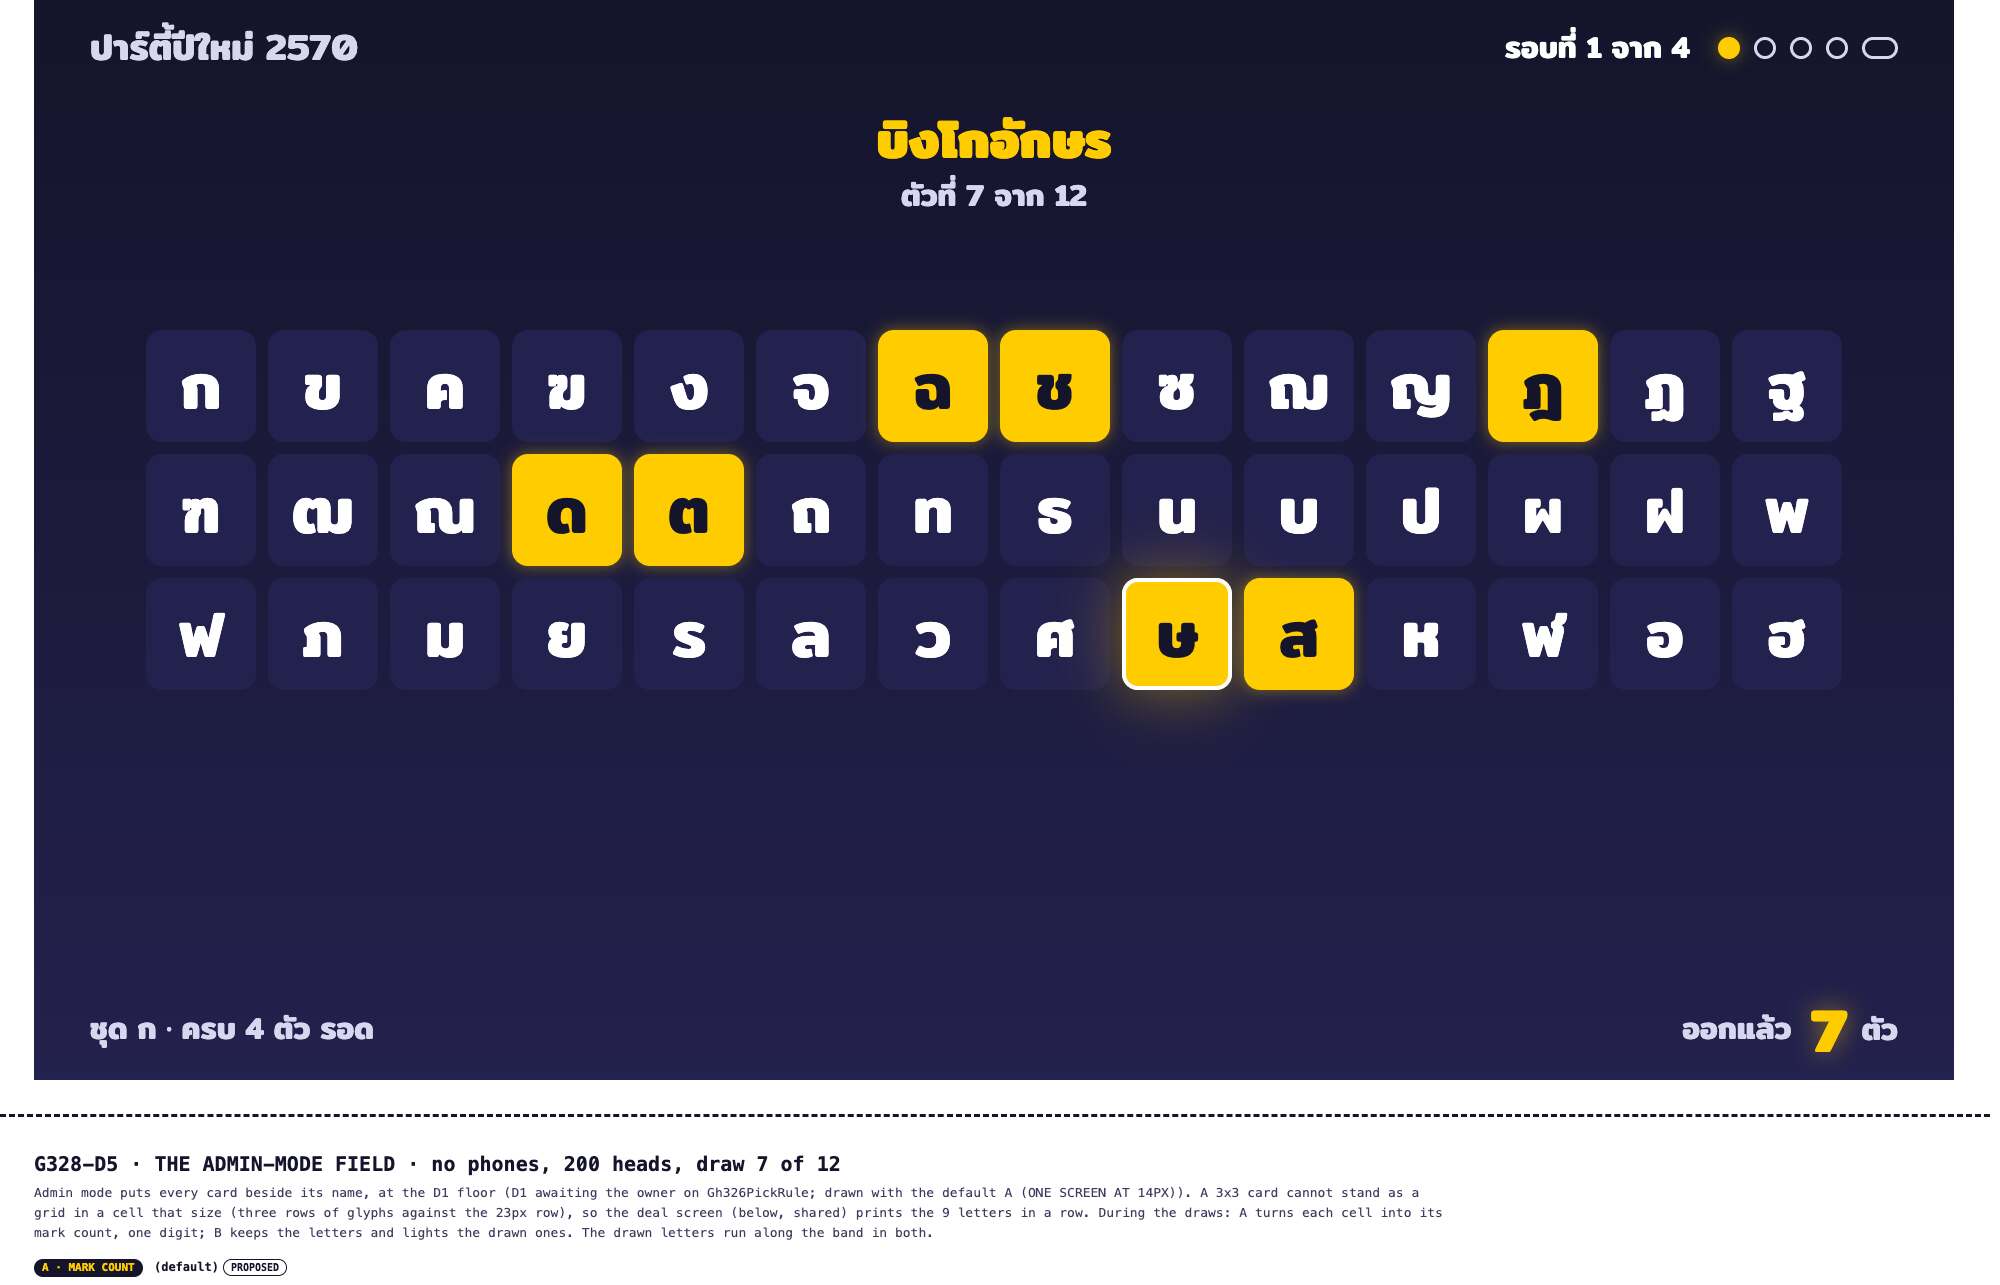 ปาร์ตี้ปีใหม่ 2570
รอบที่ 1 จาก 4
บิงโกอักษร
ตัวที่ 7 จาก 12
ก ข ค ฆ ง จ ฉ ช ซ ฌ ญ ฎ ฏ ฐ
ฑ ฒ ณ ด ต ถ ท ธ น บ ป ผ ฝ พ
ฟ ภ ม ย ร ล ว ศ ษ ส ห ฬ อ ฮ
ชุด ก · ครบ 4 ตัว รอด
ออกแล้ว 7 ตัว
G328-D5 · THE ADMIN-MODE FIELD · no phones, 200 heads, draw 7 of 12
Admin mode puts every card beside its name, at the D1 floor (D1 awaiting the owner on Gh326PickRule; drawn with the default A (ONE SCREEN AT 14PX)). A 3x3 card cannot stand as a
grid in a cell that size (three rows of glyphs against the 23px row), so the deal screen (below, shared) prints the 9 letters in a row. During the draws: A turns each cell into its
mark count, one digit; B keeps the letters and lights the drawn ones. The drawn letters run along the band in both.
A · MARK COUNT (default) PROPOSED